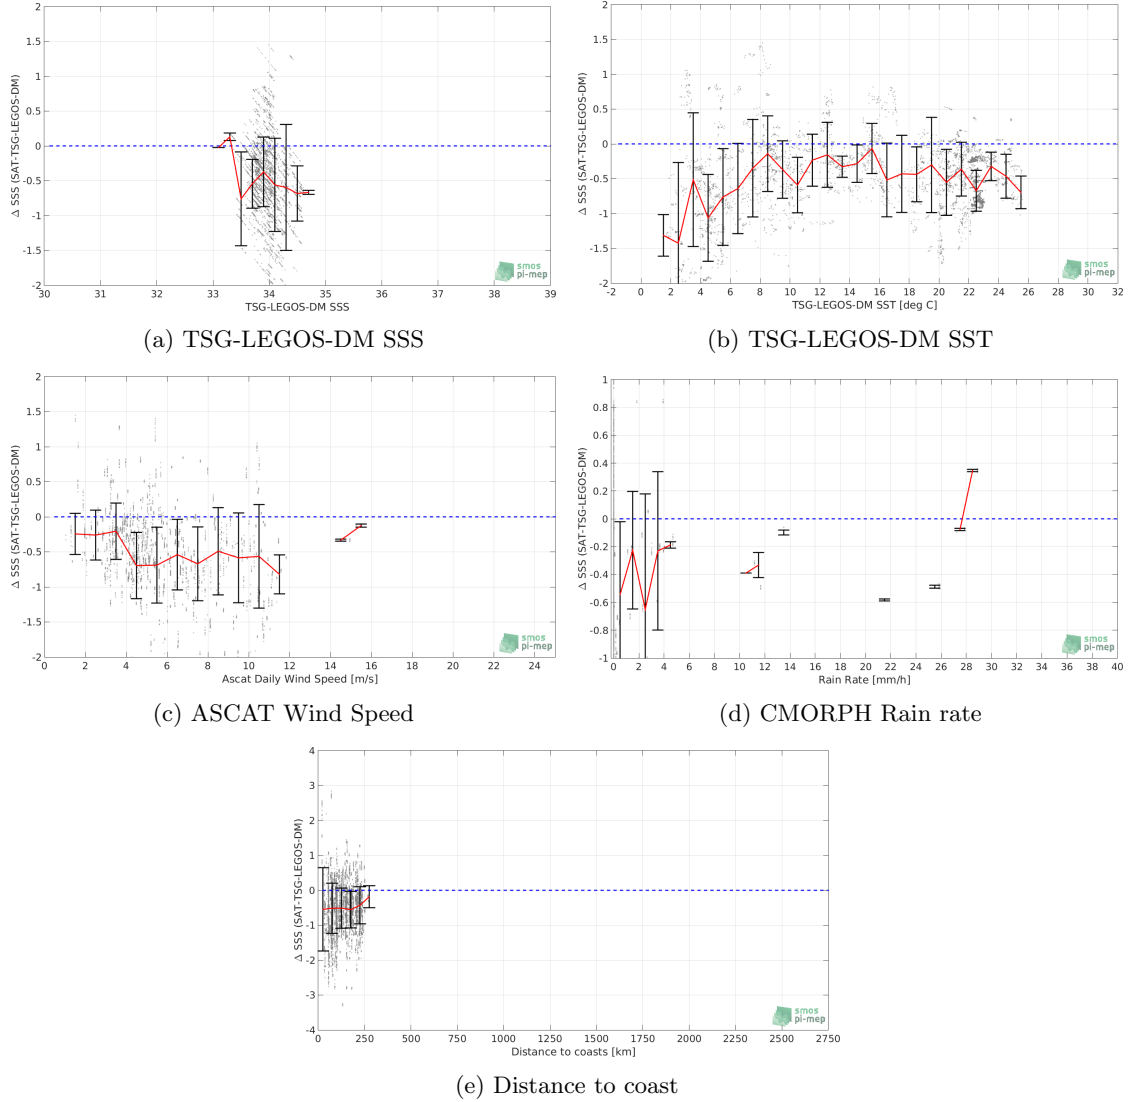 2
1.5
1
0.5
0
-0.5
-1
-1.5
-2
Δ SSS (SAT-TSG-LEGOS-DM)
30 31 32 33 34 35 36 37 38 39
TSG-LEGOS-DM SSS
smos
pi-mep
(a) TSG-LEGOS-DM SSS
2
1.5
1
0.5
0
-0.5
-1
-1.5
-2
Δ SSS (SAT-TSG-LEGOS-DM)
-2 0 2 4 6 8 10 12 14 16 18 20 22 24 26 28 30 32
TSG-LEGOS-DM SST [deg C]
smos
pi-mep
(b) TSG-LEGOS-DM SST
2
1.5
1
0.5
0
-0.5
-1
-1.5
-2
Δ SSS (SAT-TSG-LEGOS-DM)
0 2 4 6 8 10 12 14 16 18 20 22 24
Ascat Daily Wind Speed [m/s]
smos
pi-mep
(c) ASCAT Wind Speed
1
0.8
0.6
0.4
0.2
0
-0.2
-0.4
-0.6
-0.8
-1
Δ SSS (SAT-TSG-LEGOS-DM)
0 2 4 6 8 10 12 14 16 18 20 22 24 26 28 30 32 34 36 38 40
Rain Rate [mm/h]
smos
pi-mep
(d) CMORPH Rain rate
4
3
2
1
0
-1
-2
-3
-4
Δ SSS (SAT-TSG-LEGOS-DM)
0 250 500 750 1000 1250 1500 1750 2000 2250 2500 2750
Distance to coasts [km]
smos
pi-mep
(e) Distance to coast